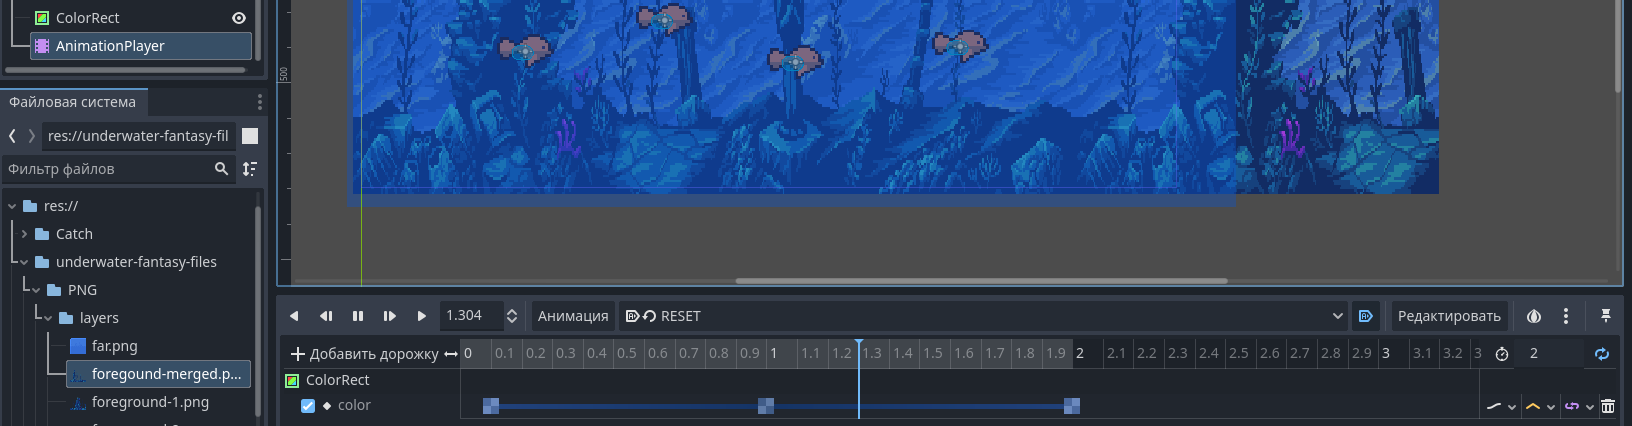 ColorRect
AnimationPlayer
Файловая система
res://underwater-fantasy-fil
Фильтр файлов
res://
Catch
underwater-fantasy-files
PNG
layers
far.png
foregound-merged.p...
foreground-1.png
500
1.304
Анимация
RESET
Редактировать
Добавить дорожку
0 0.1 0.2 0.3 0.4 0.5 0.6 0.7 0.8 0.9 1 1.1 1.2 1.3 1.4 1.5 1.6 1.7 1.8 1.9 2 2.1 2.2 2.3 2.4 2.5 2.6 2.7 2.8 2.9 3 3.1 3.2 3
2
ColorRect
color